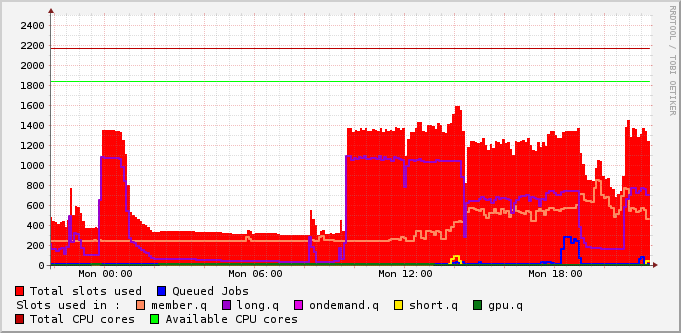 RRDTOOL / TOBI OETIKER
2400
2200
2000
1800
1600
1400
1200
1000
800
600
400
200
0
Mon 00:00 Mon 06:00 Mon 12:00 Mon 18:00
Total slots used Queued Jobs
Slots used in : member.q long.q ondemand.q short.q gpu.q
Total CPU cores Available CPU cores